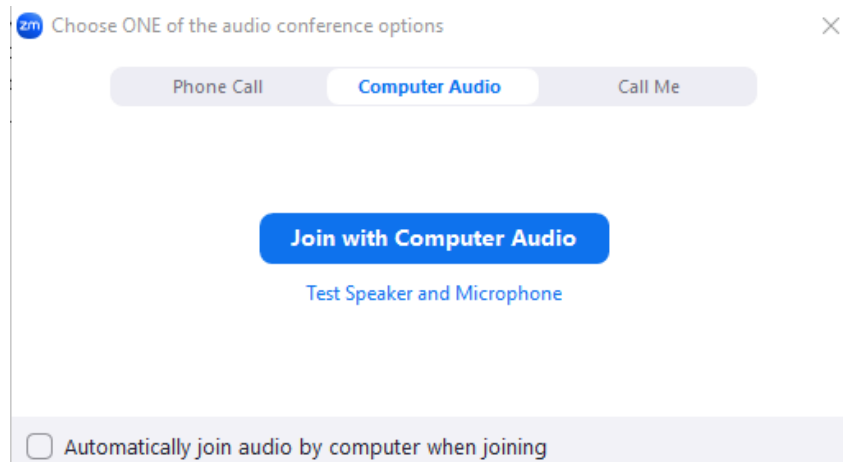 zm Choose ONE of the audio conference options
Phone Call Computer Audio Call Me
Join with Computer Audio
Test Speaker and Microphone
Automatically join audio by computer when joining